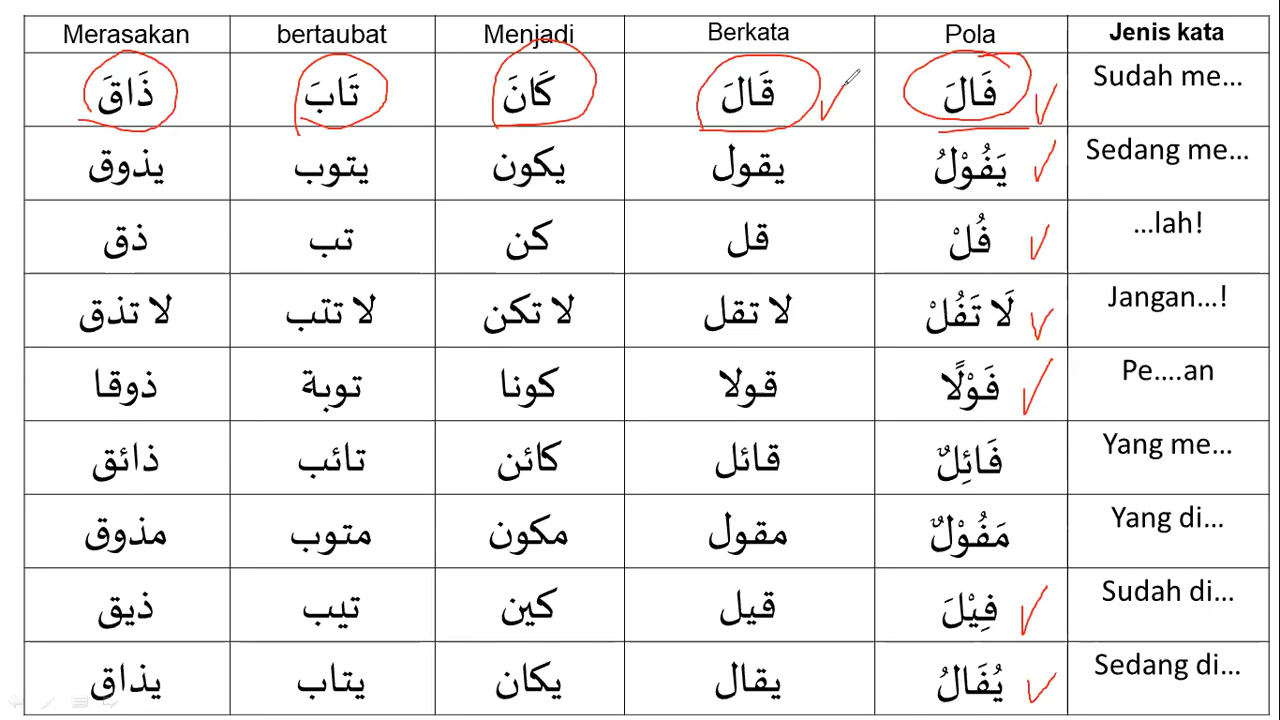 Merasakan bertaubat Menjadi Berkata Pola Jenis kata
ذَاقَ تَابَ كَانَ قَالَ فَالَ Sudah me...
يذوق يتوب يكون يقول يَفُوْلُ Sedang me...
ذق تب كن قل فُلْ ...lah!
لا تذق لا تتب لا تكن لا تقل لَا تَفُلْ Jangan...!
ذوقا توبة كونا قولا فَوْلًا Pe....an
ذائق تائب كائن قائل فَائِلٌ Yang me...
مذوق متوب مكون مقول مَفُوْلٌ Yang di...
ذيق تيب كين قيل فِيْلَ Sudah di...
يذاق يتاب يكان يقال يُفَالُ Sedang di...